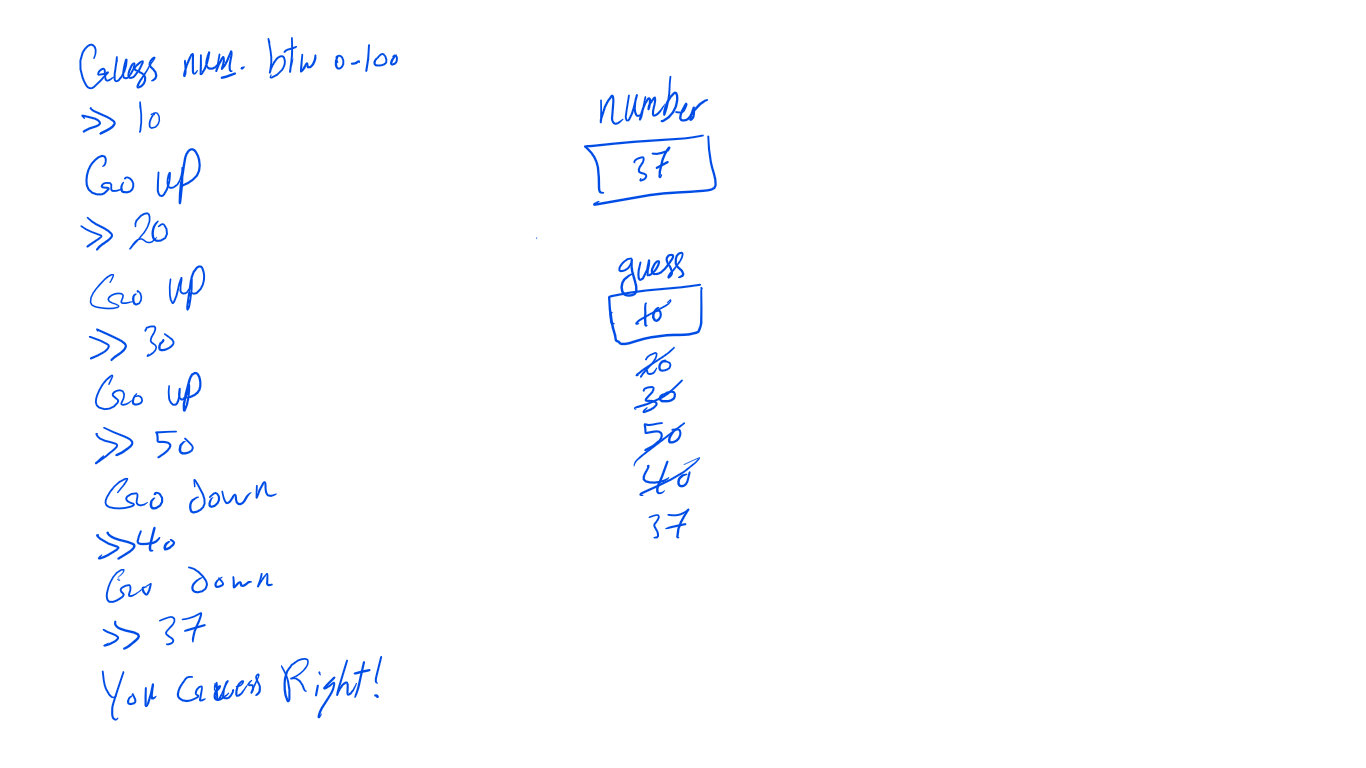 Guess num. btw 0-100
>> 10
Go up
>> 20
Go up
>> 30
Go up
>> 50
Go down
>> 40
Go down
>> 37
You Guess Right!
number
37
guess
10
20
30
50
40
37